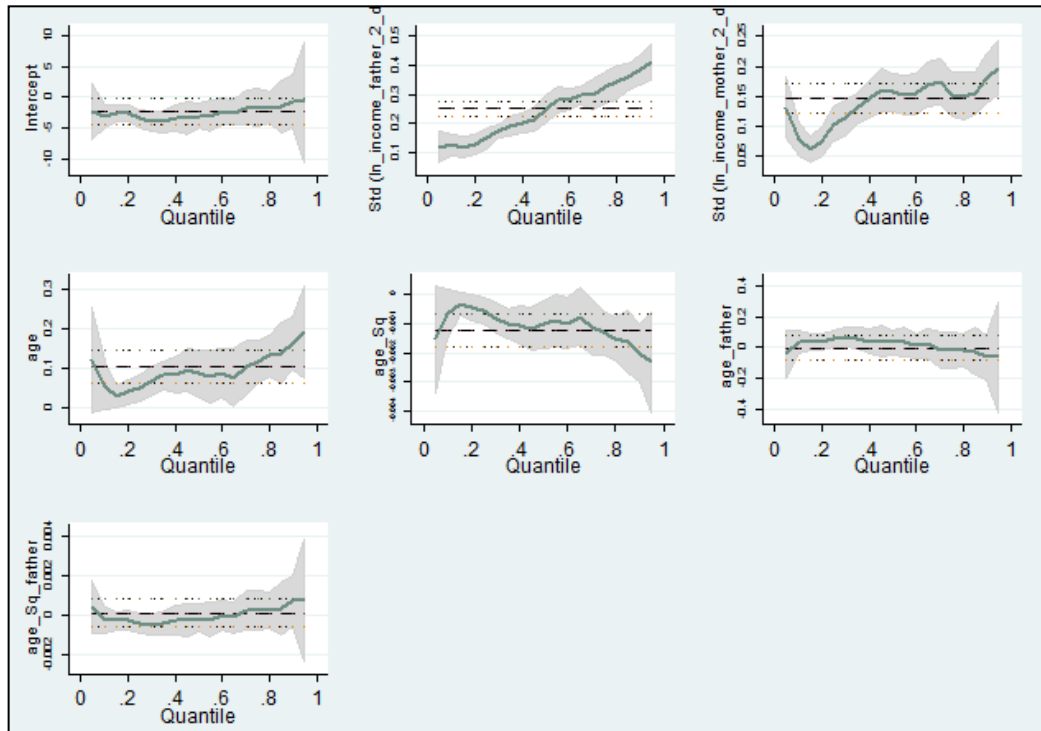 Intercept
10
5
0
-5
-10
0 .2 .4 .6 .8 1
Quantile
Std (ln_income_father_2_d
0.5
0.4
0.3
0.2
0.1
0 .2 .4 .6 .8 1
Quantile
Std (ln_income_mother_2_d
0.25
0.2
0.15
0.1
0.05
0 .2 .4 .6 .8 1
Quantile
age
0.3
0.2
0.1
0
0 .2 .4 .6 .8 1
Quantile
age_Sq
0
-0.001
-0.002
-0.003
-0.004
0 .2 .4 .6 .8 1
Quantile
age_father
0.4
0.2
0
-0.2
-0.4
0 .2 .4 .6 .8 1
Quantile
age_Sq_father
0.004
0.002
0
-0.002
0 .2 .4 .6 .8 1
Quantile